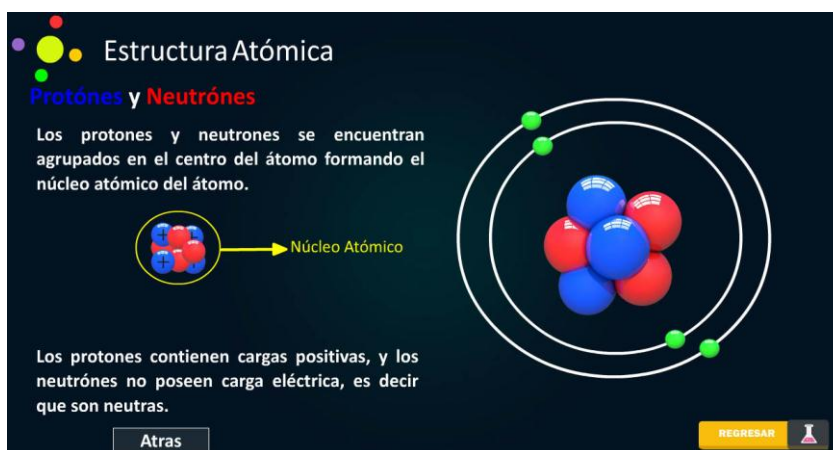 Estructura Atómica
Protónes y Neutrónes
Los protones y neutrones se encuentran
agrupados en el centro del átomo formando el
núcleo atómico del átomo.
+ +
+ +
Núcleo Atómico
Los protones contienen cargas positivas, y los
neutrónes no poseen carga eléctrica, es decir
que son neutras.
Atras
REGRESAR